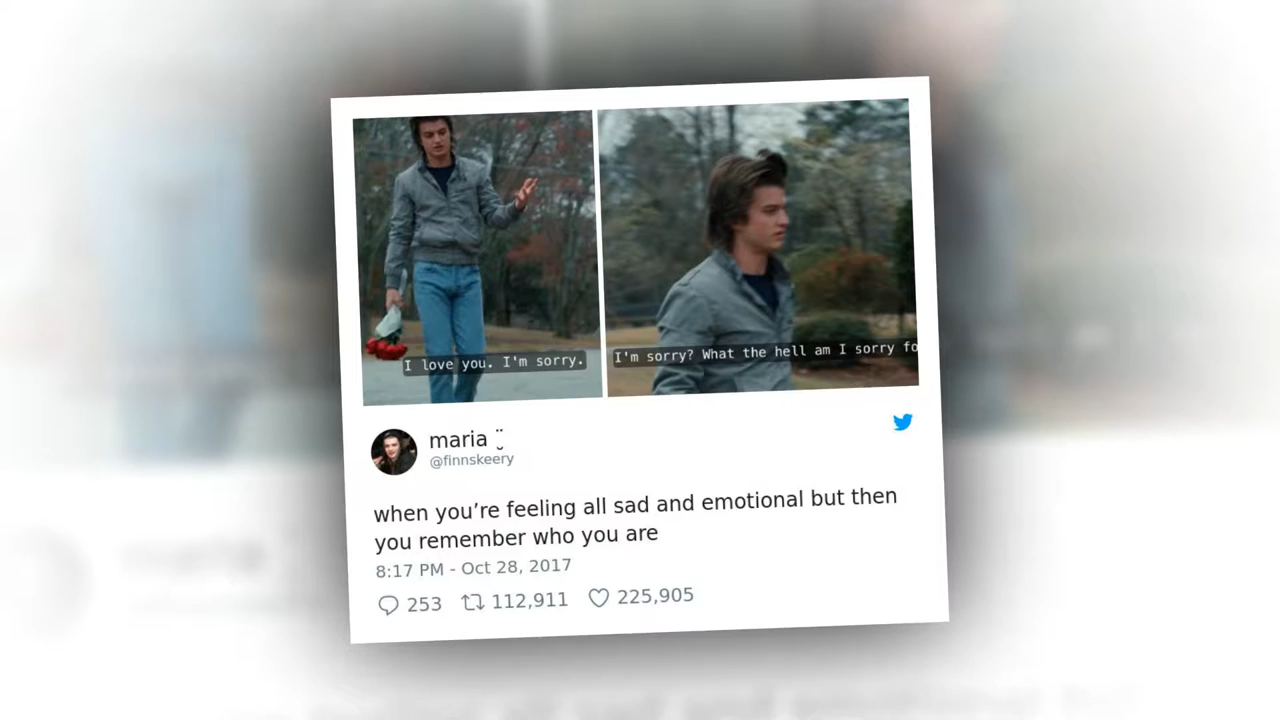 I love you. I'm sorry.
I'm sorry? What the hell am I sorry fo
maria ¨̮
@finnskeery
when you’re feeling all sad and emotional but then
you remember who you are
8:17 PM - Oct 28, 2017
253 112,911 225,905